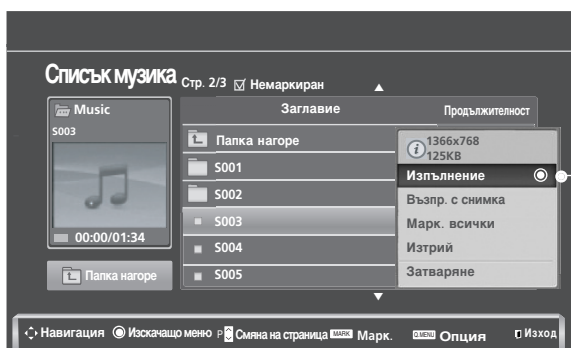 Списък музика
Стр. 2/3 Немаркиран
Music
S003
00:00/01:34
Папка нагоре
Заглавие Продължителност
Папка нагоре
S001
S002
S003
S004
S005
1366x768
125KB
Изпълнение
Възпр. с снимка
Марк. всички
Изтрий
Затваряне
Навигация Изскачащо меню P Смяна на страница MARK Марк. Q.MENU Опция Изход